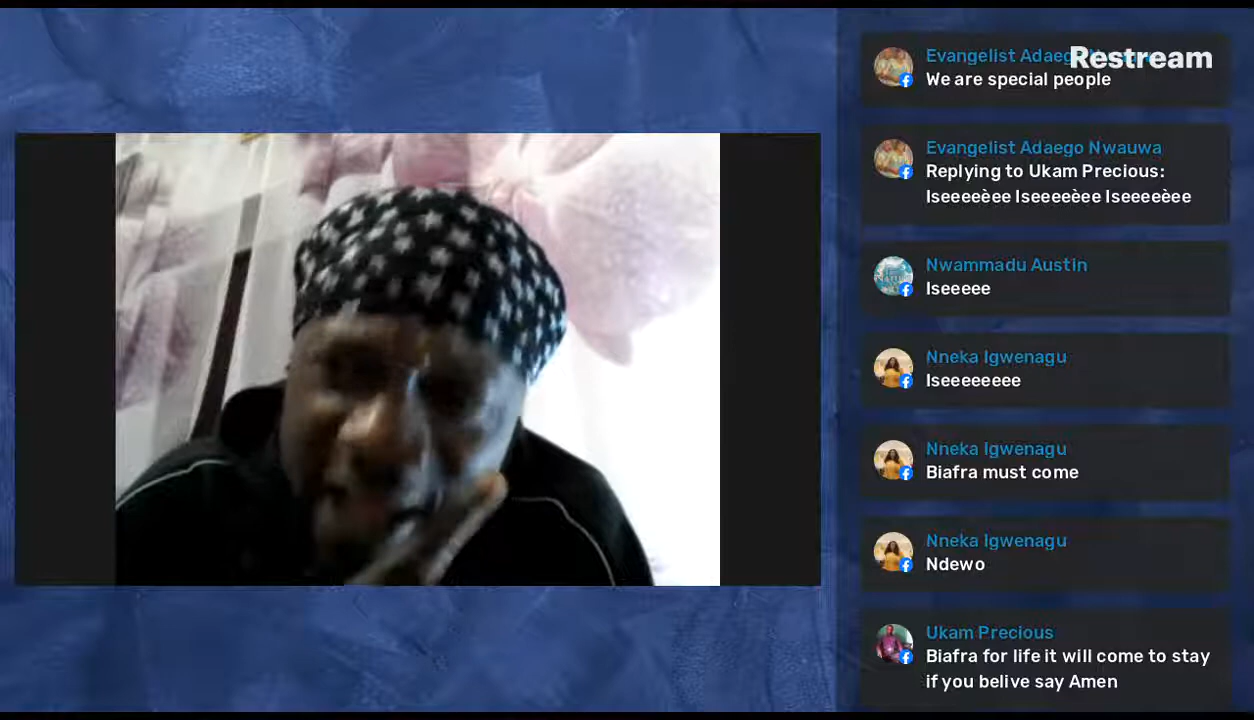 Evangelist Adaeg
Restream
We are special people
Evangelist Adaego Nwauwa
Replying to Ukam Precious:
Iseeeeèee Iseeeeèee Iseeeeèee
Nwammadu Austin
Iseeeee
Nneka Igwenagu
Iseeeeeeee
Nneka Igwenagu
Biafra must come
Nneka Igwenagu
Ndewo
Ukam Precious
Biafra for life it will come to stay
if you belive say Amen